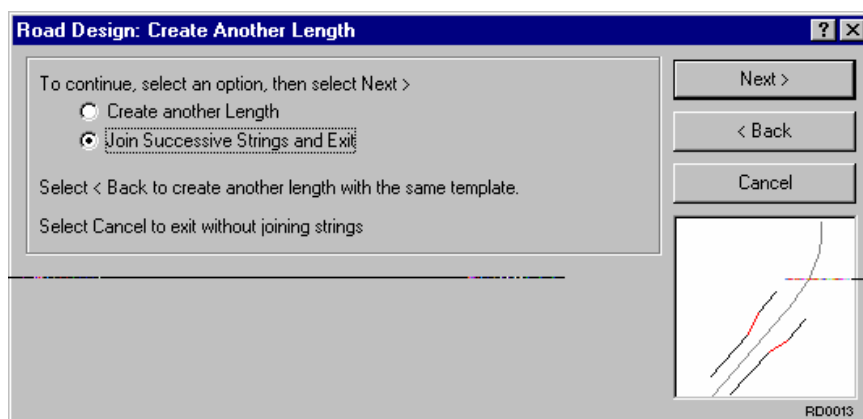 Road Design: Create Another Length
To continue, select an option, then select Next >
Create another Length
Join Successive Strings and Exit
Select < Back to create another length with the same template.
Select Cancel to exit without joining strings
Next >
< Back
Cancel
RD0013